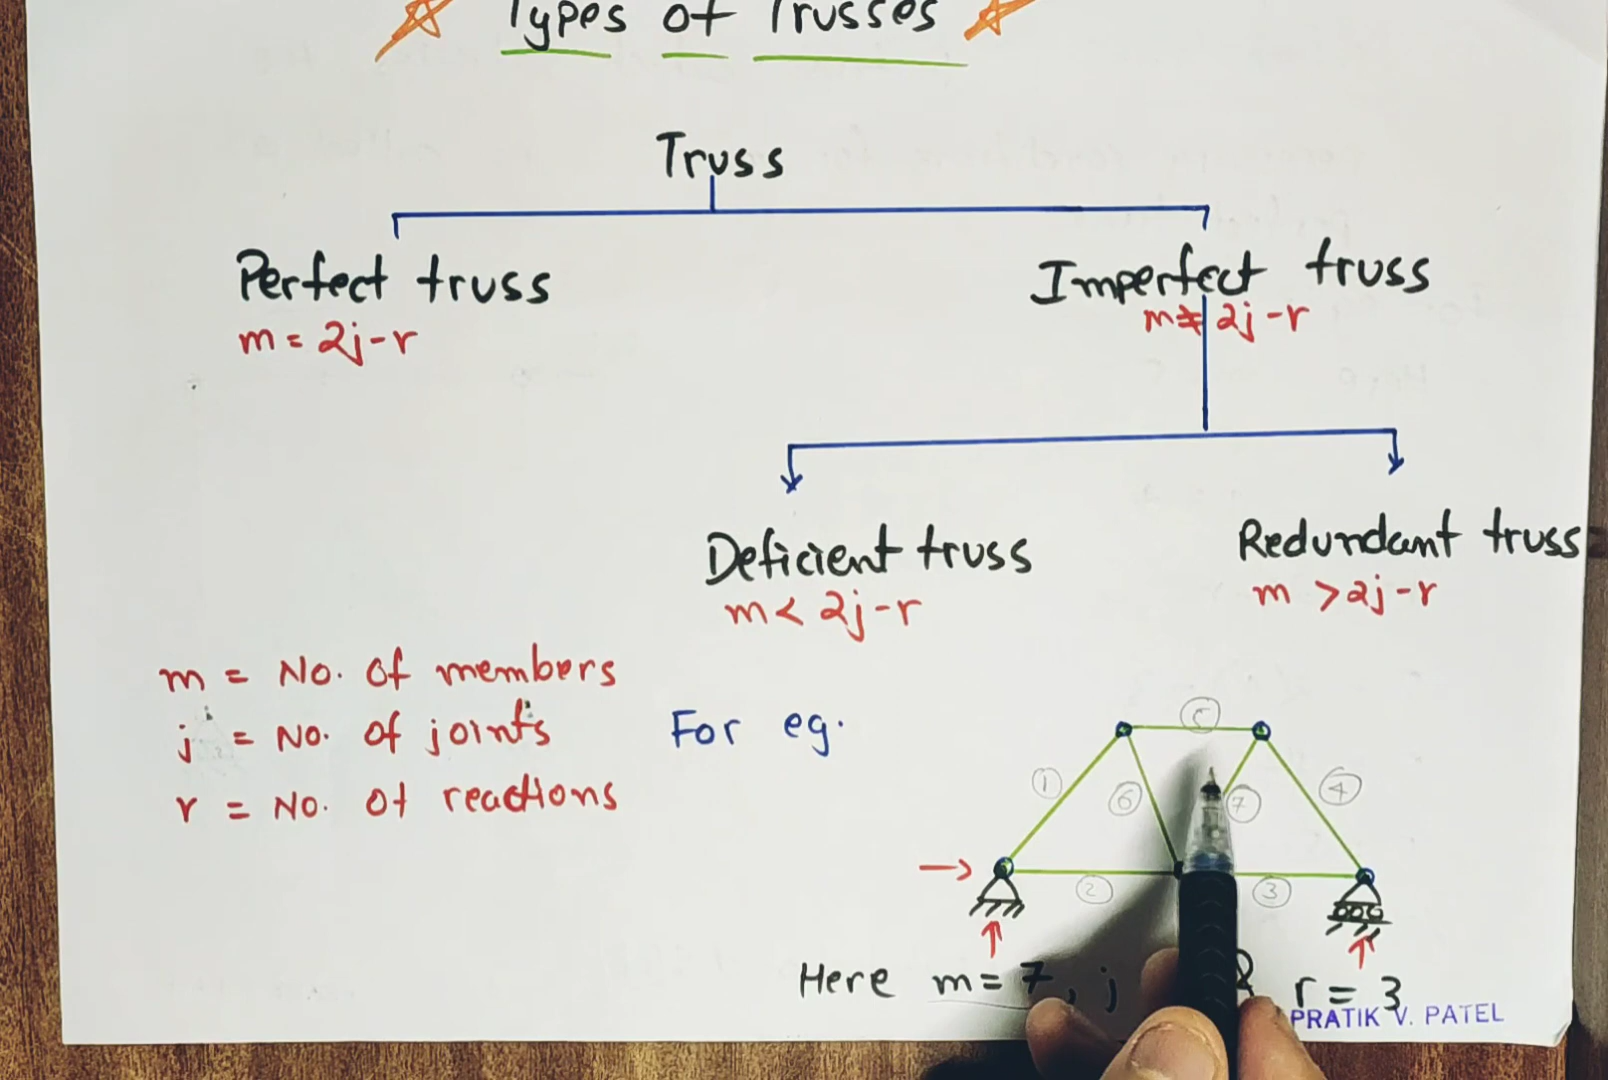 Types of Trusses
Truss
Perfect truss
m = 2j-r
Imperfect truss
m ≠ 2j-r
Deficient truss
m < 2j-r
Redundant truss
m > 2j-r
m = No. of members
j = No. of joints
r = No. of reactions
For eg.
5
1
6
7
4
2
3
Here m = 7, j & r = 3
PRATIK V. PATEL